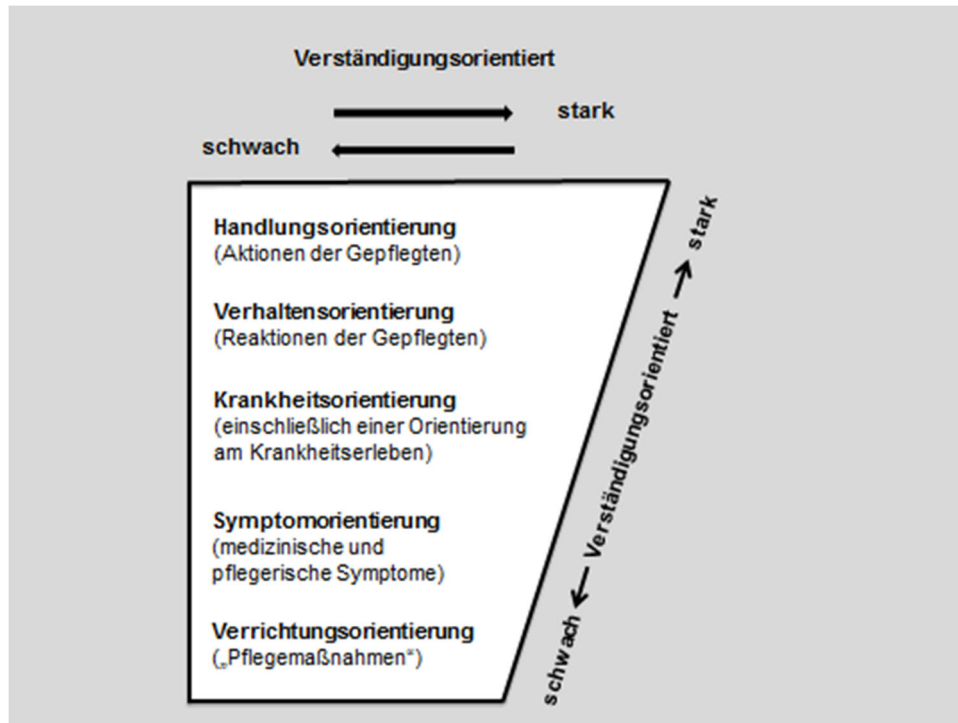 Verständigungsorientiert
stark
schwach
Handlungsorientierung
(Aktionen der Gepflegten)
Verhaltensorientierung
(Reaktionen der Gepflegten)
Krankheitsorientierung
(einschließlich einer Orientierung
am Krankheitserleben)
Symptomorientierung
(medizinische und
pflegerische Symptome)
Verrichtungsorientierung
(„Pflegemaßnahmen“)
schwach Verständigungsorientiert stark